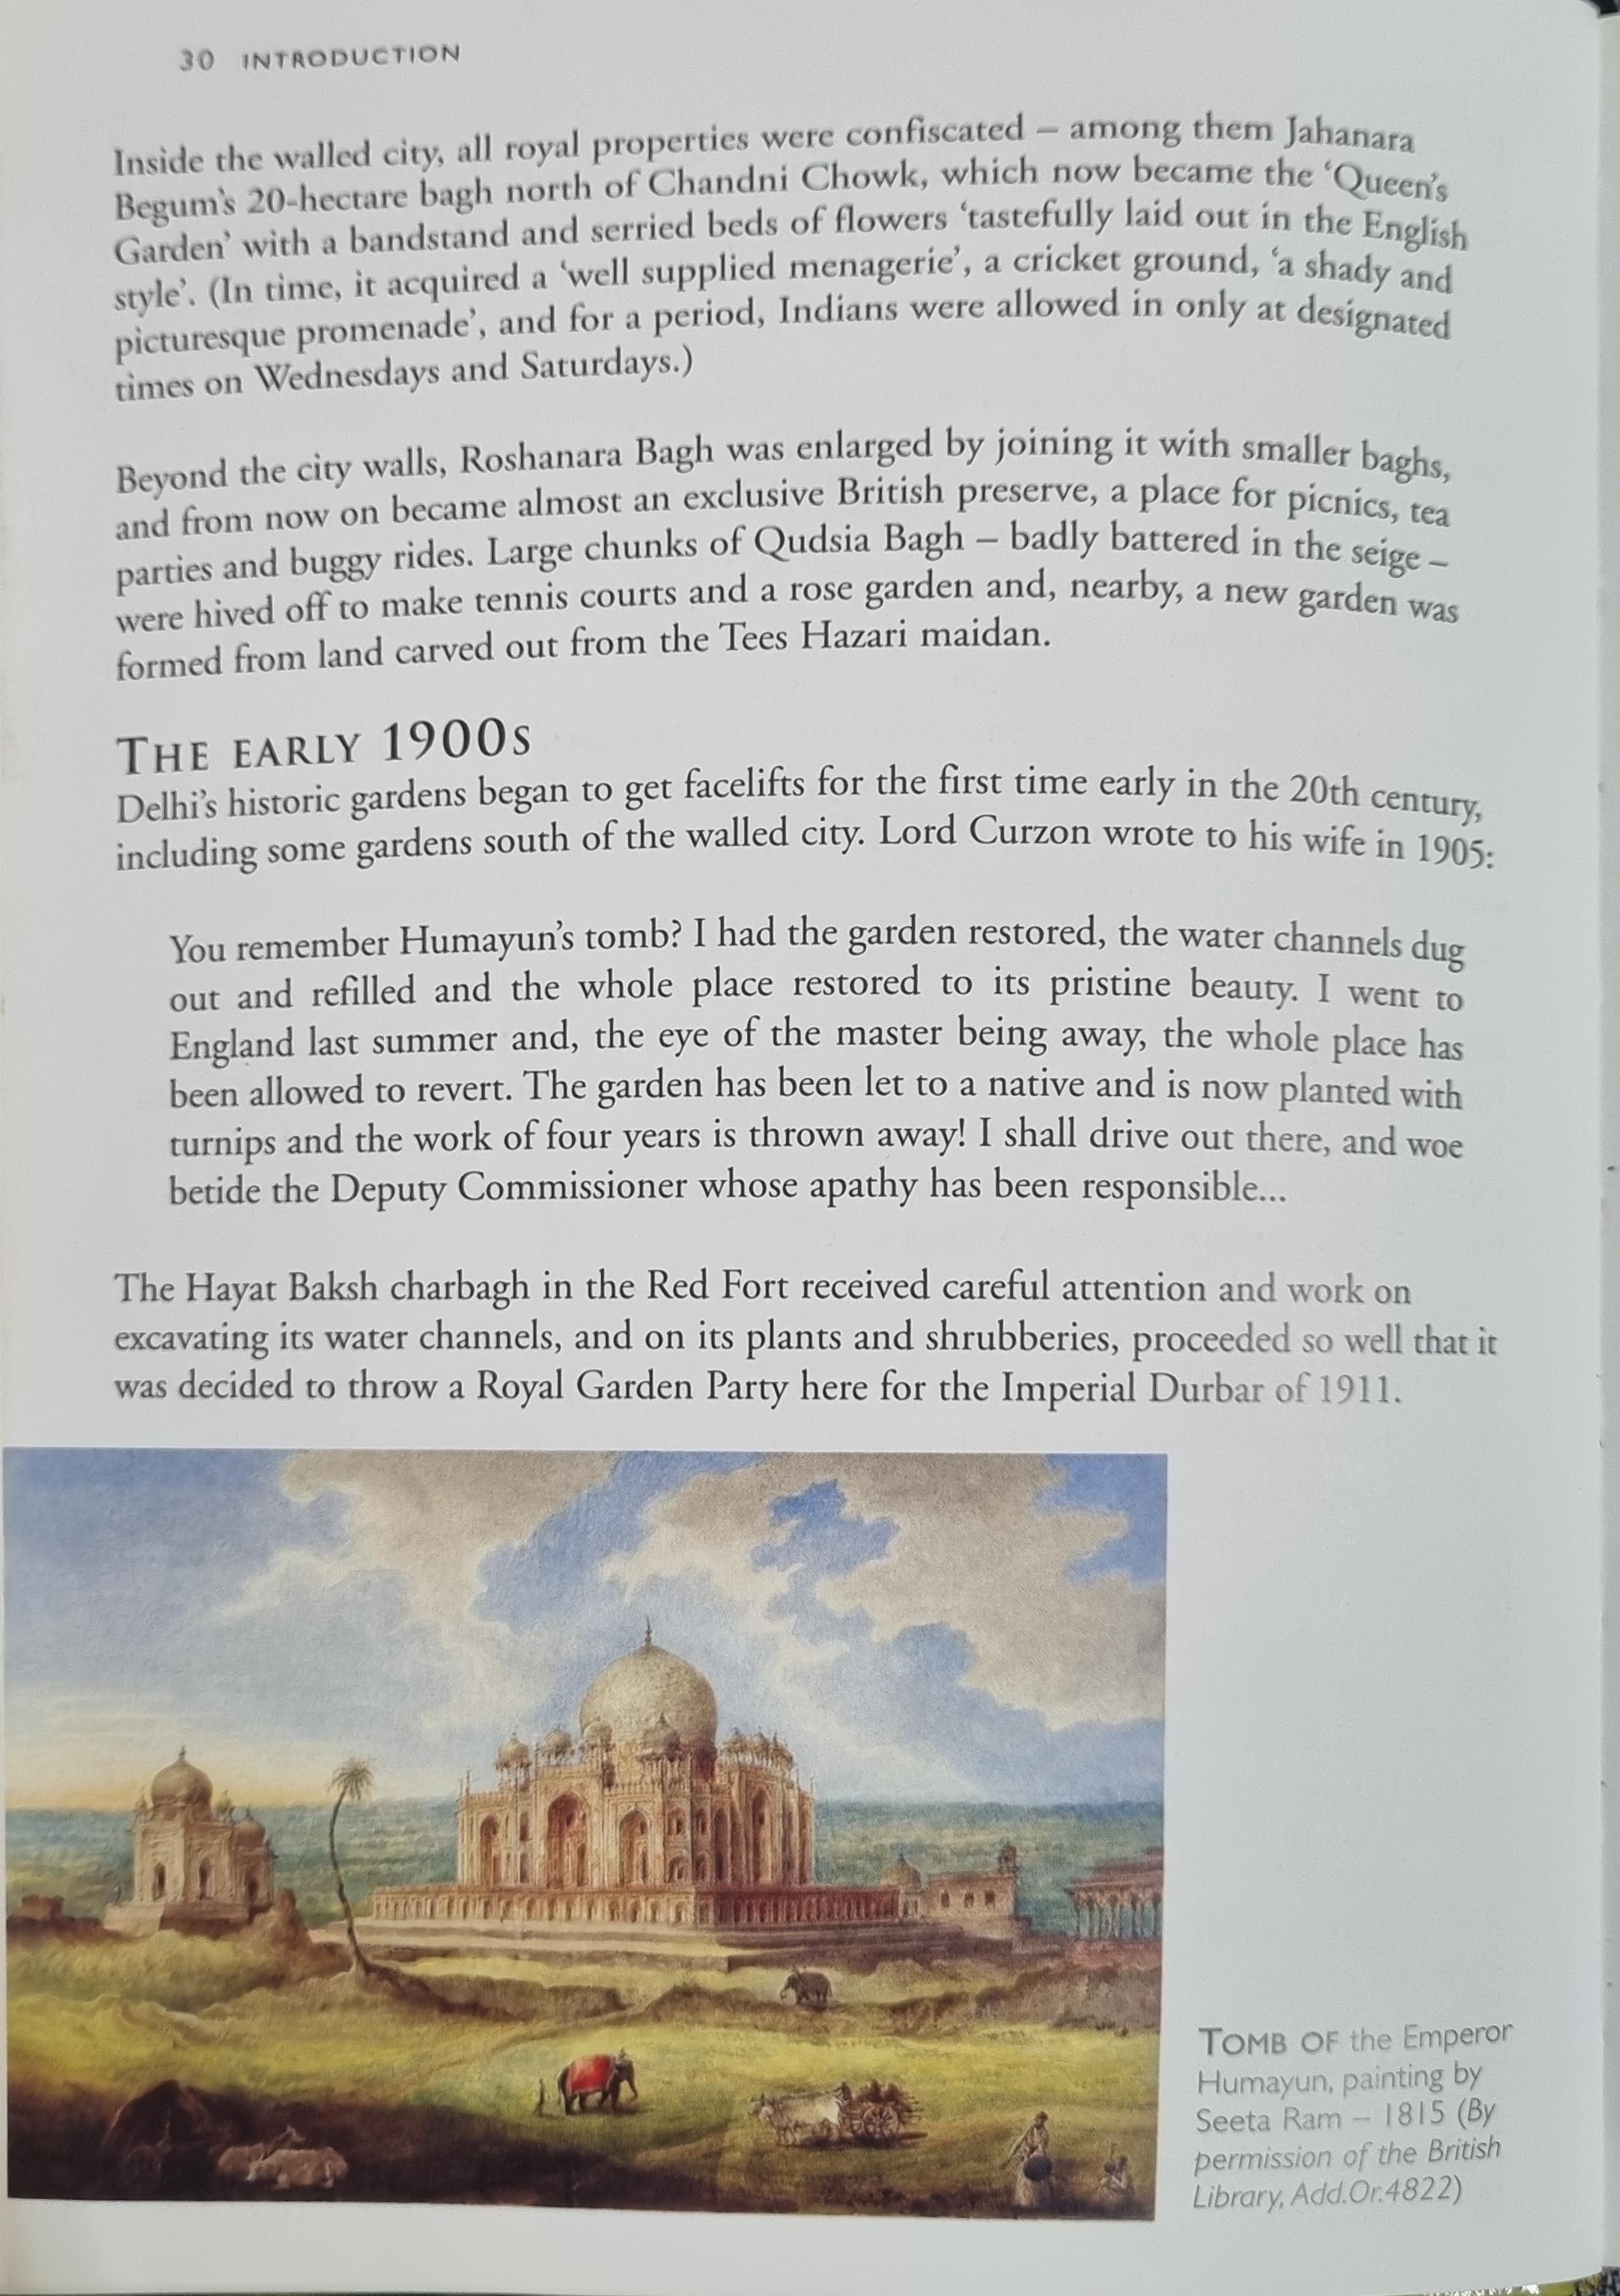 30 INTRODUCTION
Inside the walled city, all royal properties were confiscated – among them Jahanara
Begum's 20-hectare bagh north of Chandni Chowk, which now became the ‘Queen's
Garden’ with a bandstand and serried beds of flowers ‘tastefully laid out in the English
style’. (In time, it acquired a ‘well supplied menagerie’, a cricket ground, ‘a shady and
picturesque promenade’, and for a period, Indians were allowed in only at designated
times on Wednesdays and Saturdays.)
Beyond the city walls, Roshanara Bagh was enlarged by joining it with smaller baghs,
and from now on became almost an exclusive British preserve, a place for picnics, tea
parties and buggy rides. Large chunks of Qudsia Bagh – badly battered in the seige –
were hived off to make tennis courts and a rose garden and, nearby, a new garden was
formed from land carved out from the Tees Hazari maidan.
THE EARLY 1900s
Delhi's historic gardens began to get facelifts for the first time early in the 20th century,
including some gardens south of the walled city. Lord Curzon wrote to his wife in 1905:
You remember Humayun's tomb? I had the garden restored, the water channels dug
out and refilled and the whole place restored to its pristine beauty. I went to
England last summer and, the eye of the master being away, the whole place has
been allowed to revert. The garden has been let to a native and is now planted with
turnips and the work of four years is thrown away! I shall drive out there, and woe
betide the Deputy Commissioner whose apathy has been responsible...
The Hayat Baksh charbagh in the Red Fort received careful attention and work on
excavating its water channels, and on its plants and shrubberies, proceeded so well that it
was decided to throw a Royal Garden Party here for the Imperial Durbar of 1911.
TOMB OF the Emperor
Humayun, painting by
Seeta Ram – 1815 (By
permission of the British
Library, Add.Or.4822)